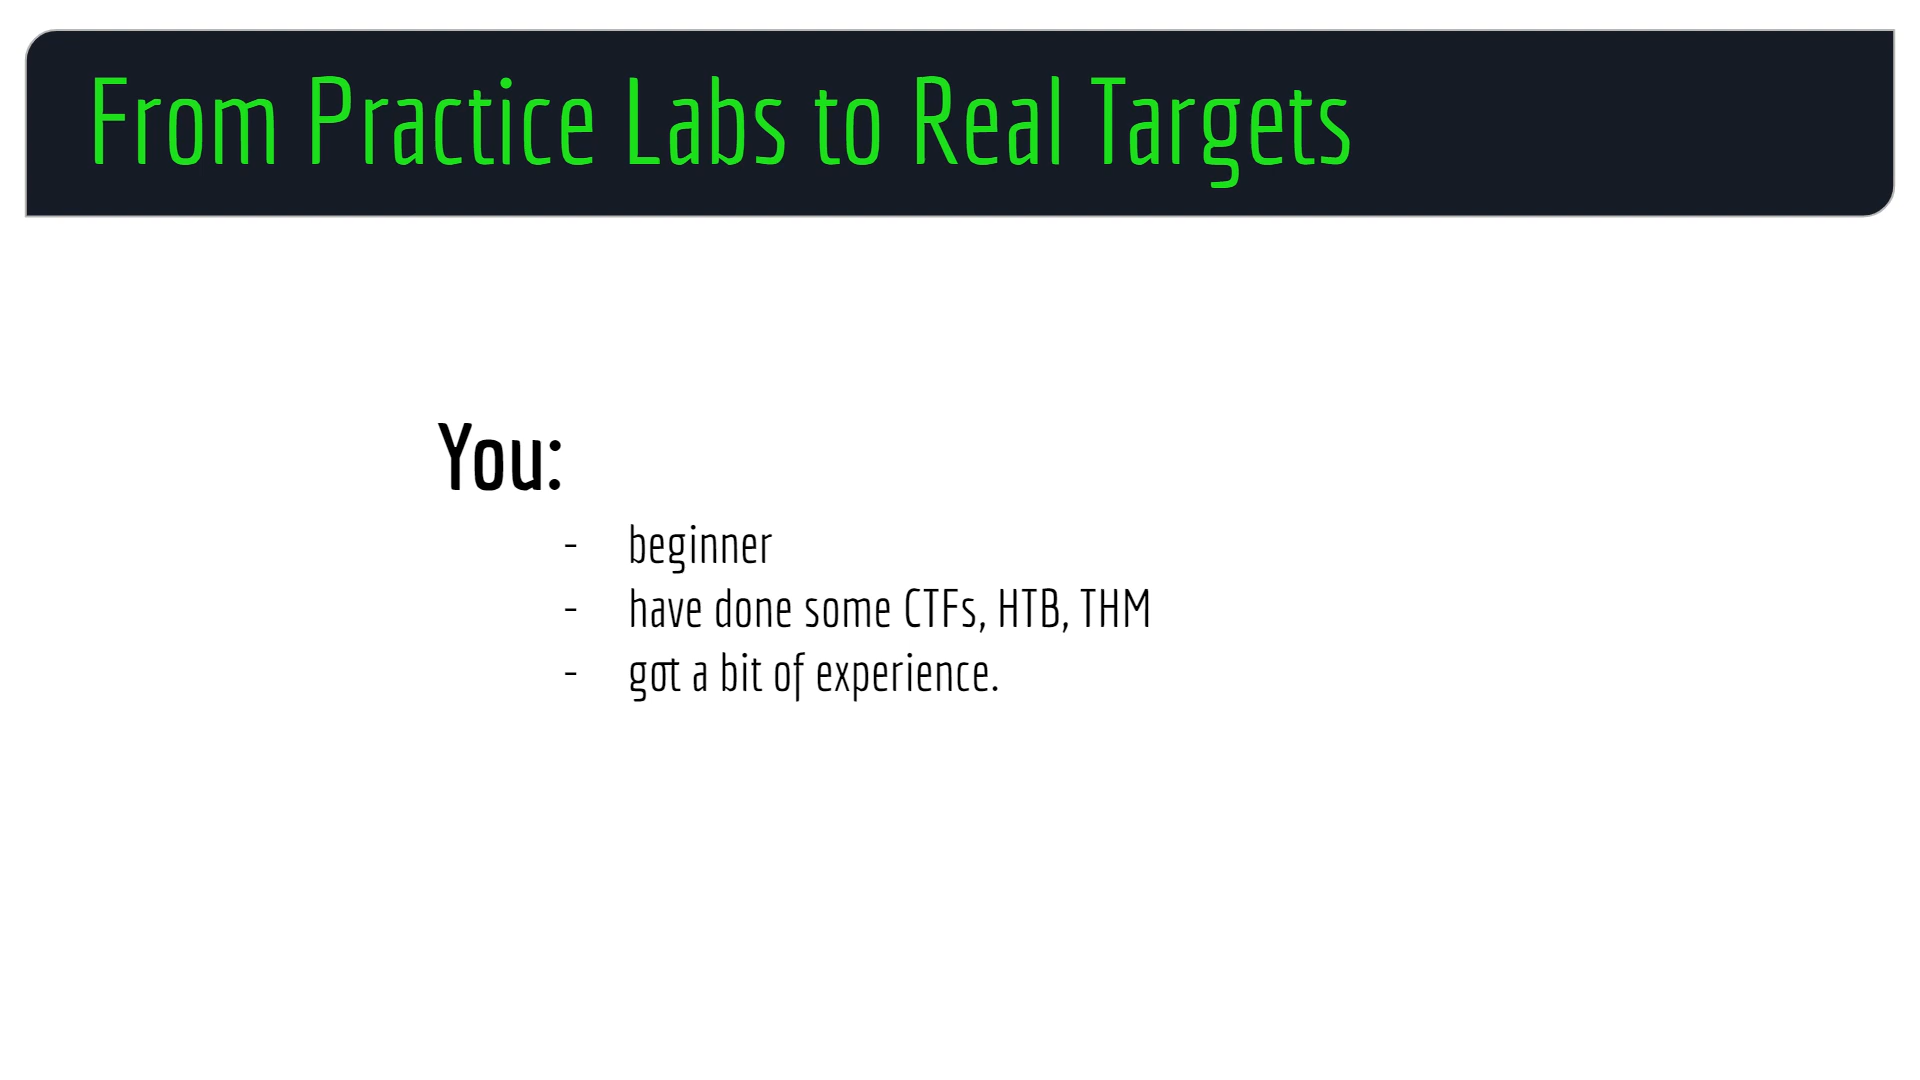 From Practice Labs to Real Targets
You:
- beginner
- have done some CTFs, HTB, THM
- got a bit of experience.